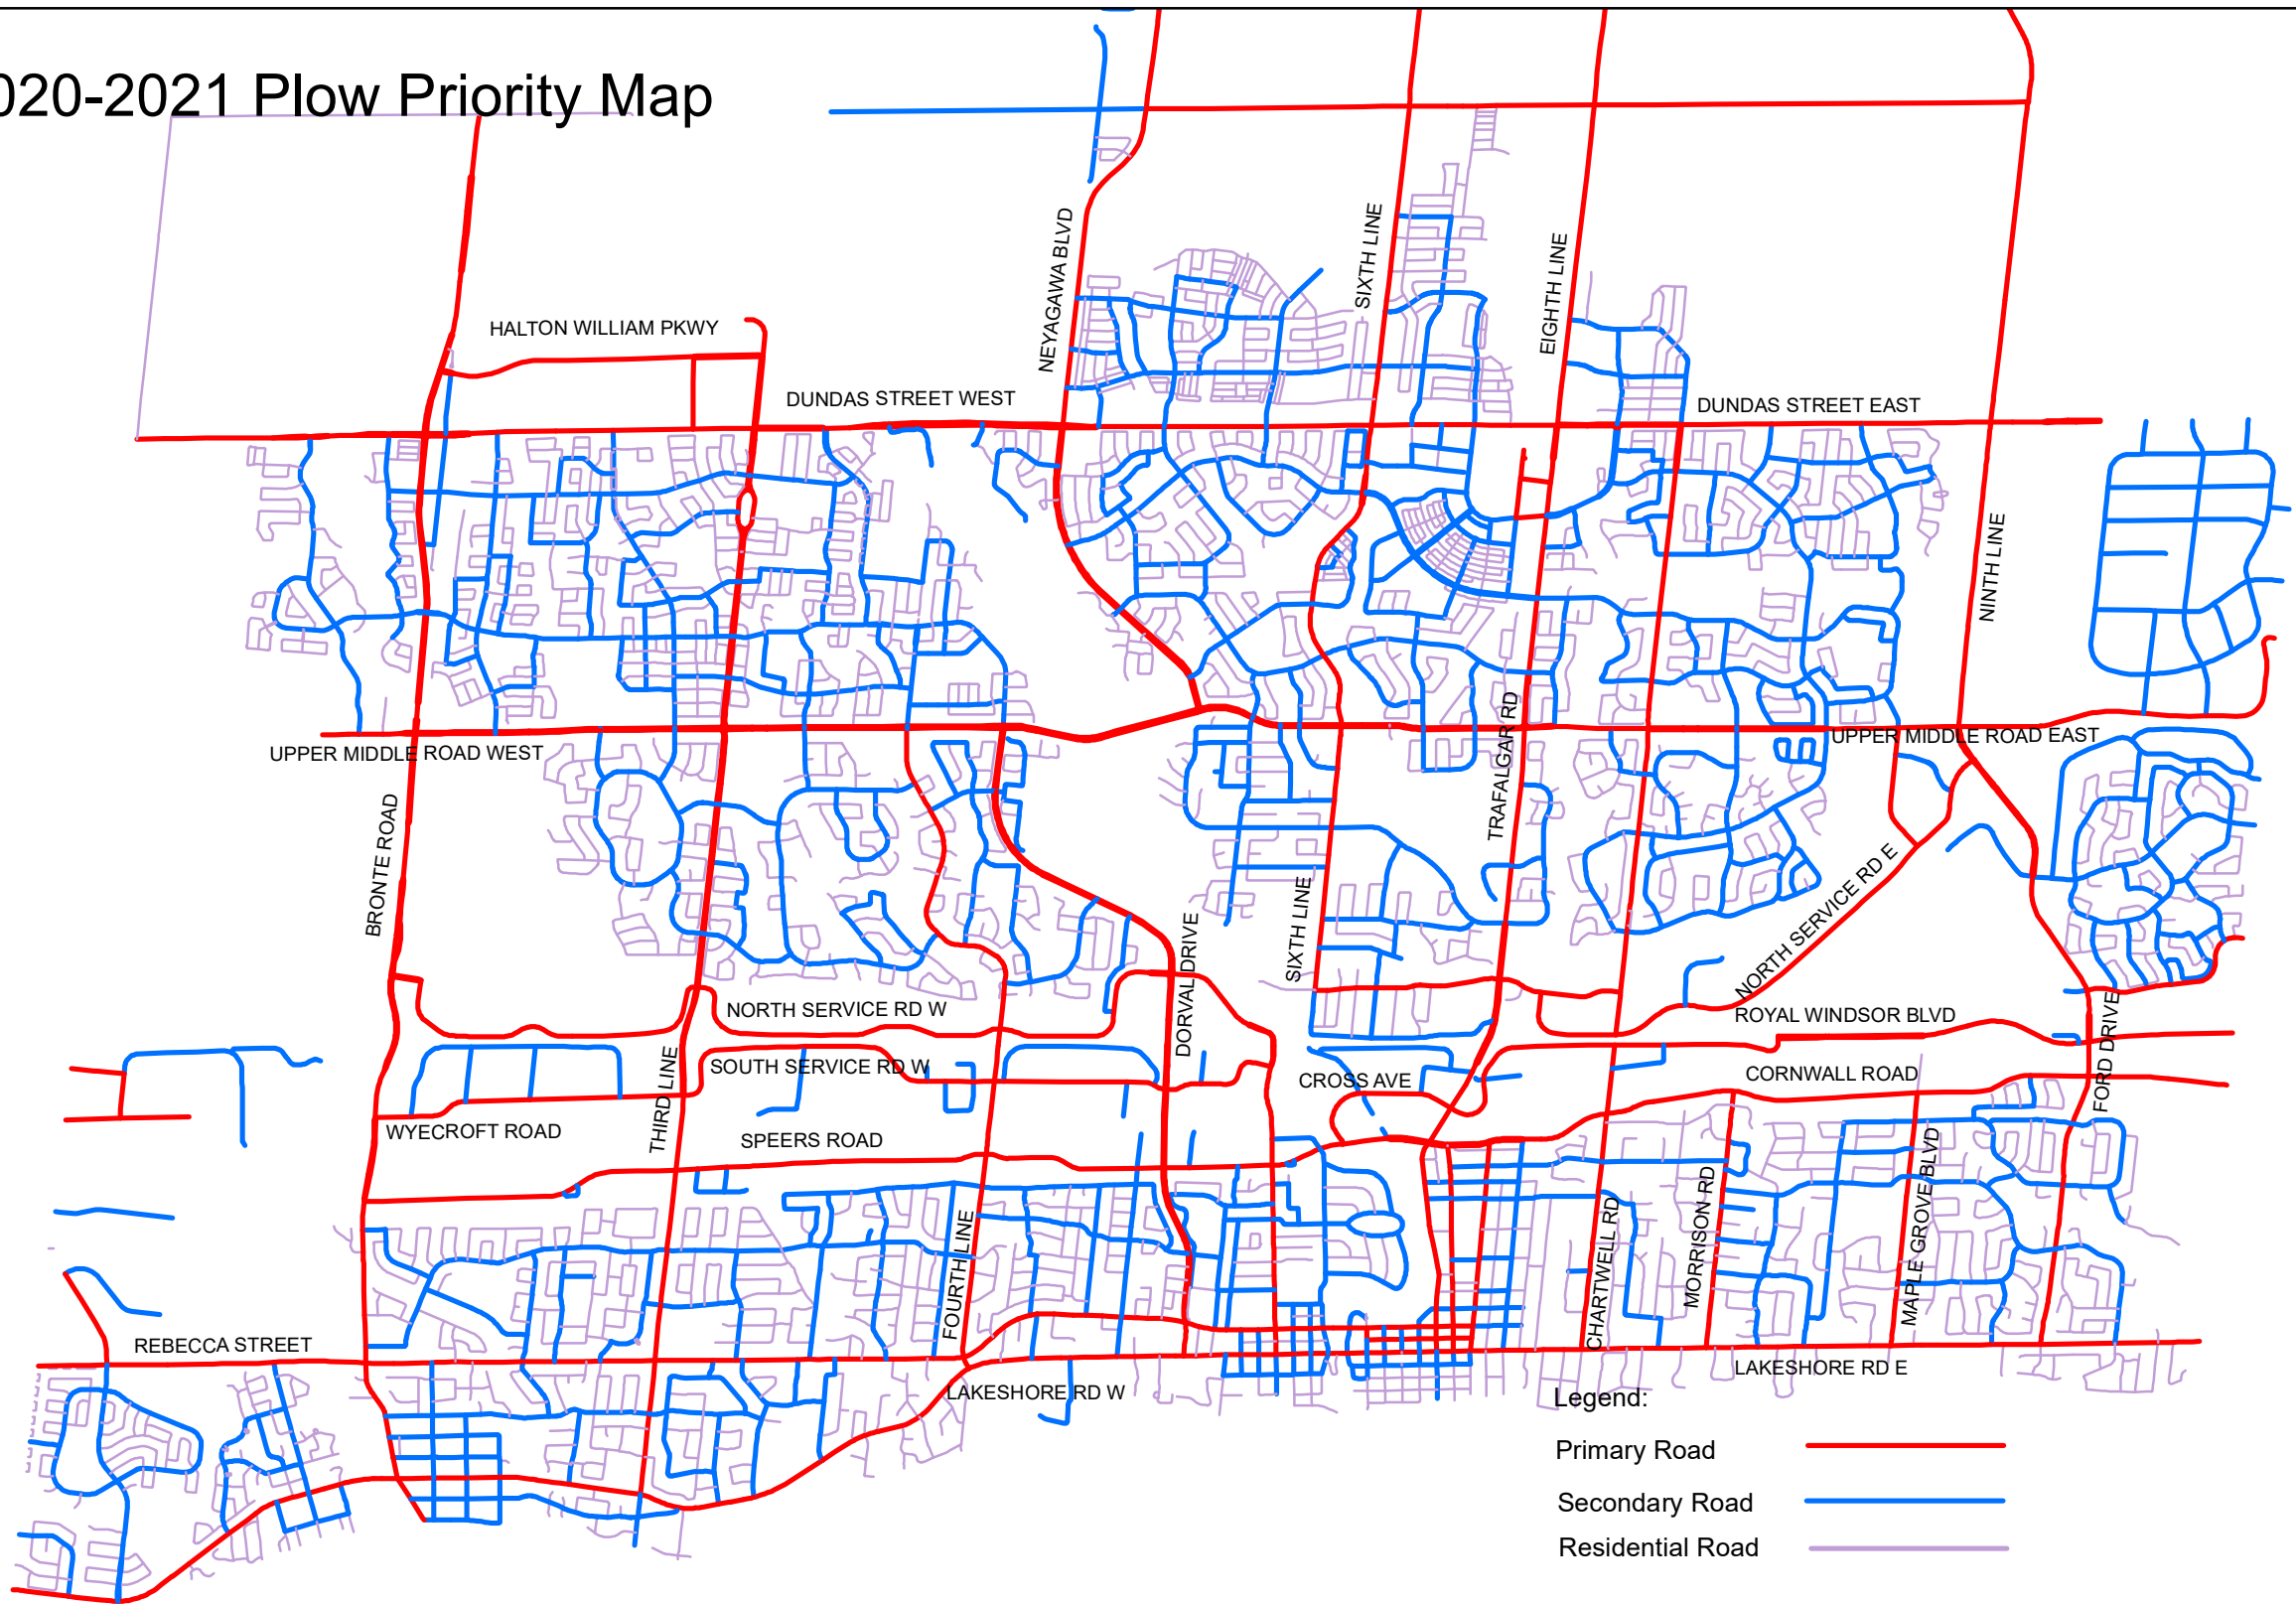 020-2021 Plow Priority Map
HALTON WILLIAM PKWY
NEYAGAWA BLVD
SIXTH LINE
EIGHTH LINE
DUNDAS STREET WEST
DUNDAS STREET EAST
NINTH LINE
UPPER MIDDLE ROAD WEST
UPPER MIDDLE ROAD EAST
TRAFALGAR RD
BRONTE ROAD
SIXTH LINE
NORTH SERVICE RD E
DORVAL DRIVE
NORTH SERVICE RD W
ROYAL WINDSOR BLVD
FORD DRIVE
THIRD LINE
SOUTH SERVICE RD W
CROSS AVE
CORNWALL ROAD
WYECROFT ROAD
SPEERS ROAD
FOURTH LINE
CHARTWELL RD
MORRISON RD
MAPLE GROVE BLVD
REBECCA STREET
LAKESHORE RD W
LAKESHORE RD E
Legend:
Primary Road
Secondary Road
Residential Road